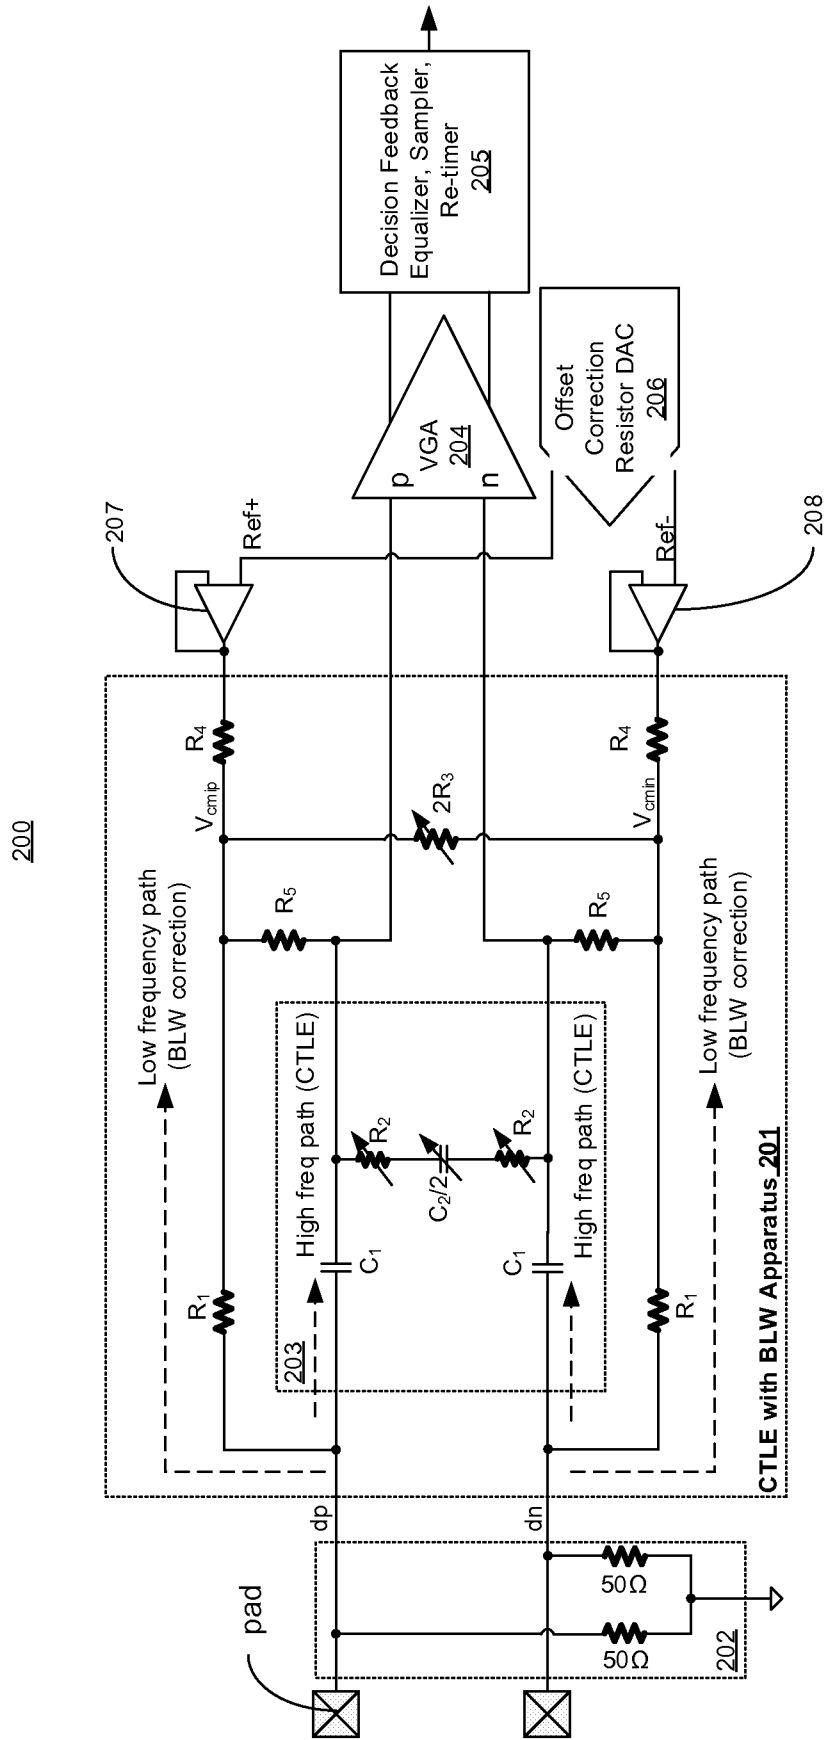 200
pad
202
50Ω
50Ω
dp
dn
CTLE with BLW Apparatus 201
Low frequency path
(BLW correction)
R1
203
High freq path (CTLE)
C1
R2
C2/2
R2
C1
High freq path (CTLE)
R1
Low frequency path
(BLW correction)
R5
R5
Vcmip
2R3
Vcmin
R4
R4
207
Ref+
Ref-
208
p
n
VGA
204
Offset
Correction
Resistor DAC
206
Decision Feedback
Equalizer, Sampler,
Re-timer
205